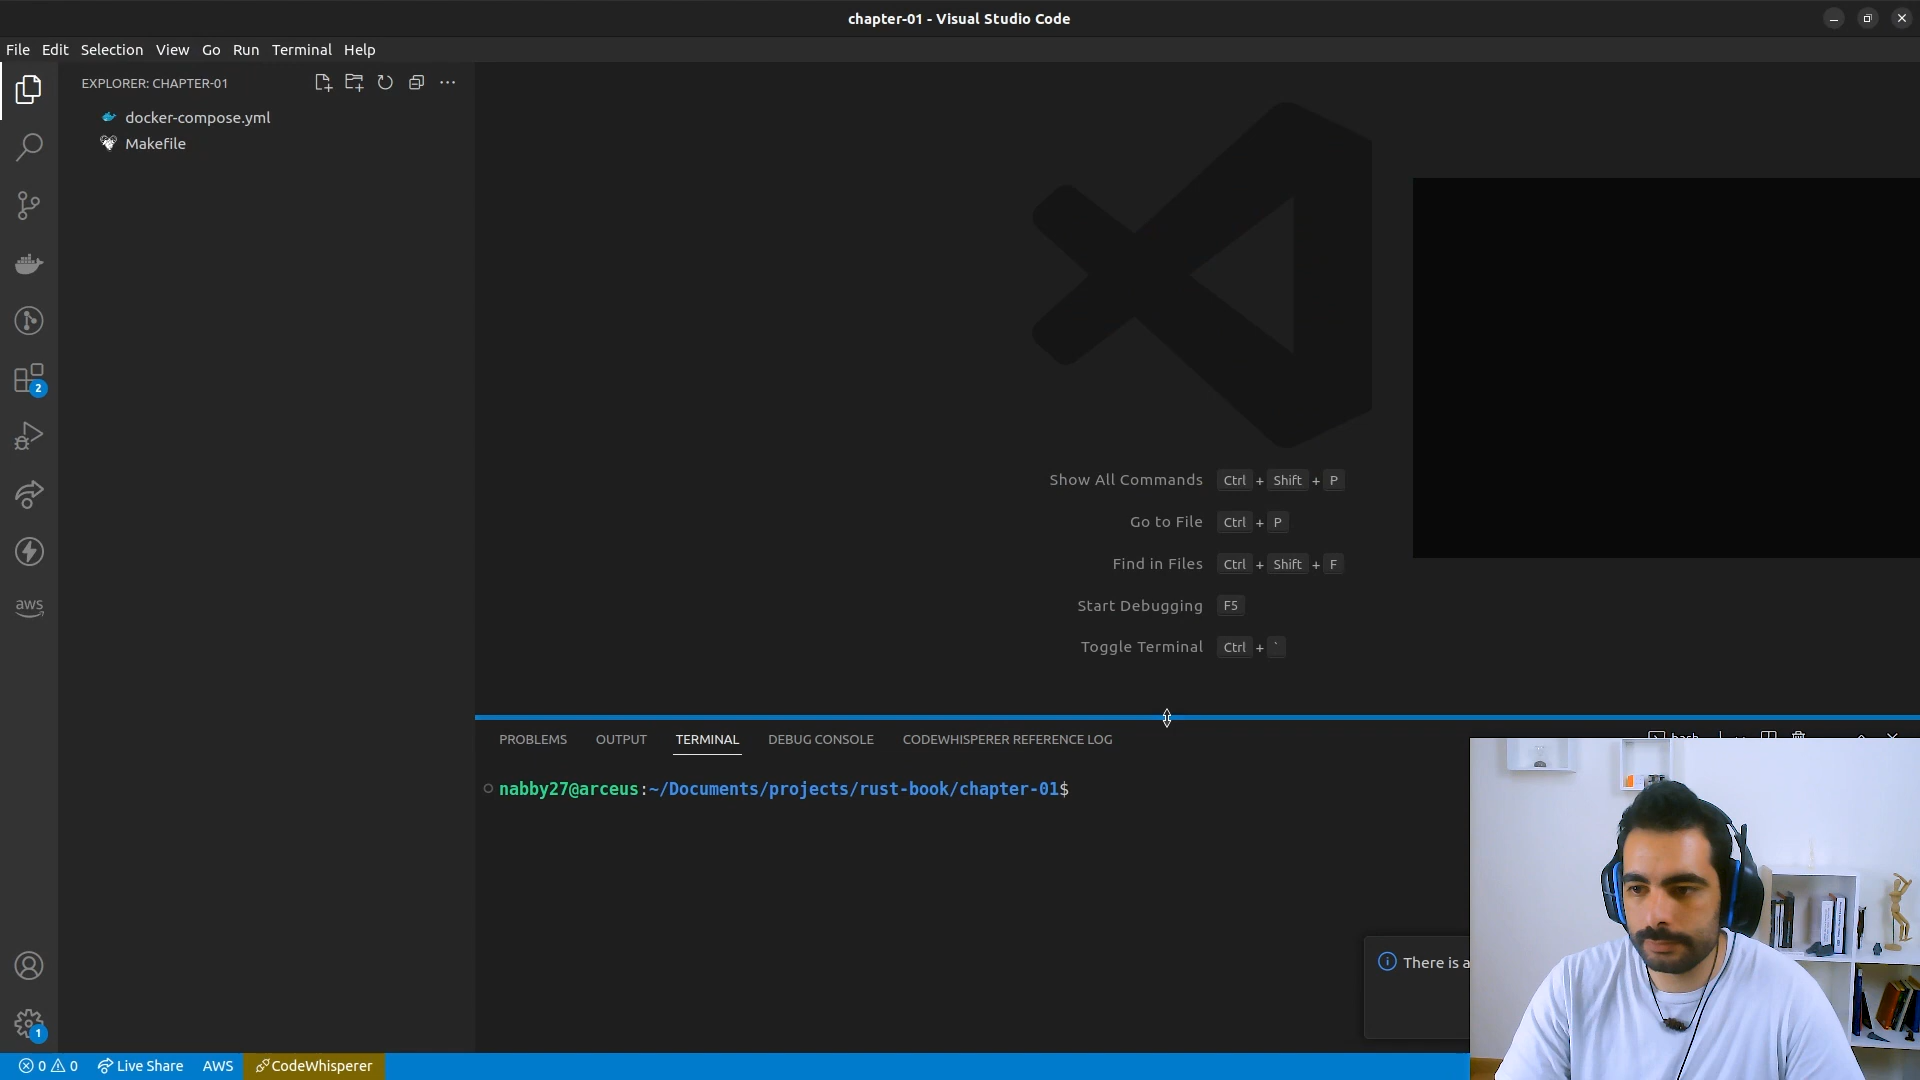 chapter-01 - Visual Studio Code
File Edit Selection View Go Run Terminal Help
EXPLORER: CHAPTER-01
docker-compose.yml
Makefile
2
aws
1
Show All Commands Ctrl + Shift + P
Go to File Ctrl + P
Find in Files Ctrl + Shift + F
Start Debugging F5
Toggle Terminal Ctrl + `
PROBLEMS OUTPUT TERMINAL DEBUG CONSOLE CODEWHISPERER REFERENCE LOG
bash
nabby27@arceus:~/Documents/projects/rust-book/chapter-01$
There is a
0 0 Live Share AWS CodeWhisperer